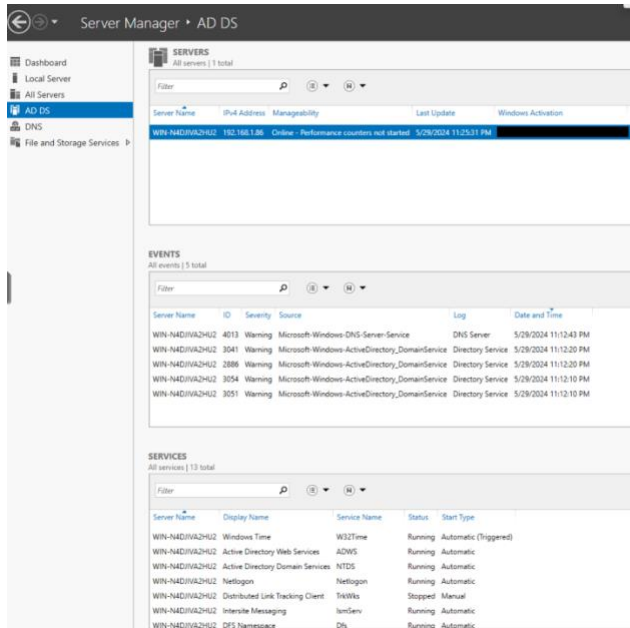 Server Manager ‣ AD DS
Dashboard
Local Server
All Servers
AD DS
DNS
File and Storage Services
SERVERS
All servers | 1 total
Filter
Server Name IPv4 Address Manageability Last Update Windows Activation
WIN-N4DJIVA2HU2 192.168.1.86 Online - Performance counters not started 5/29/2024 11:25:31 PM
EVENTS
All events | 5 total
Filter
Server Name ID Severity Source Log Date and Time
WIN-N4DJIVA2HU2 4013 Warning Microsoft-Windows-DNS-Server-Service DNS Server 5/29/2024 11:12:43 PM
WIN-N4DJIVA2HU2 3041 Warning Microsoft-Windows-ActiveDirectory_DomainService Directory Service 5/29/2024 11:12:20 PM
WIN-N4DJIVA2HU2 2886 Warning Microsoft-Windows-ActiveDirectory_DomainService Directory Service 5/29/2024 11:12:20 PM
WIN-N4DJIVA2HU2 3054 Warning Microsoft-Windows-ActiveDirectory_DomainService Directory Service 5/29/2024 11:12:10 PM
WIN-N4DJIVA2HU2 3051 Warning Microsoft-Windows-ActiveDirectory_DomainService Directory Service 5/29/2024 11:12:10 PM
SERVICES
All services | 13 total
Filter
Server Name Display Name Service Name Status Start Type
WIN-N4DJIVA2HU2 Windows Time W32Time Running Automatic (Triggered)
WIN-N4DJIVA2HU2 Active Directory Web Services ADWS Running Automatic
WIN-N4DJIVA2HU2 Active Directory Domain Services NTDS Running Automatic
WIN-N4DJIVA2HU2 Netlogon Netlogon Running Automatic
WIN-N4DJIVA2HU2 Distributed Link Tracking Client TrkWks Stopped Manual
WIN-N4DJIVA2HU2 Intersite Messaging IsmServ Running Automatic
WIN-N4DJIVA2HU2 DFS Namespace Dfs Running Automatic